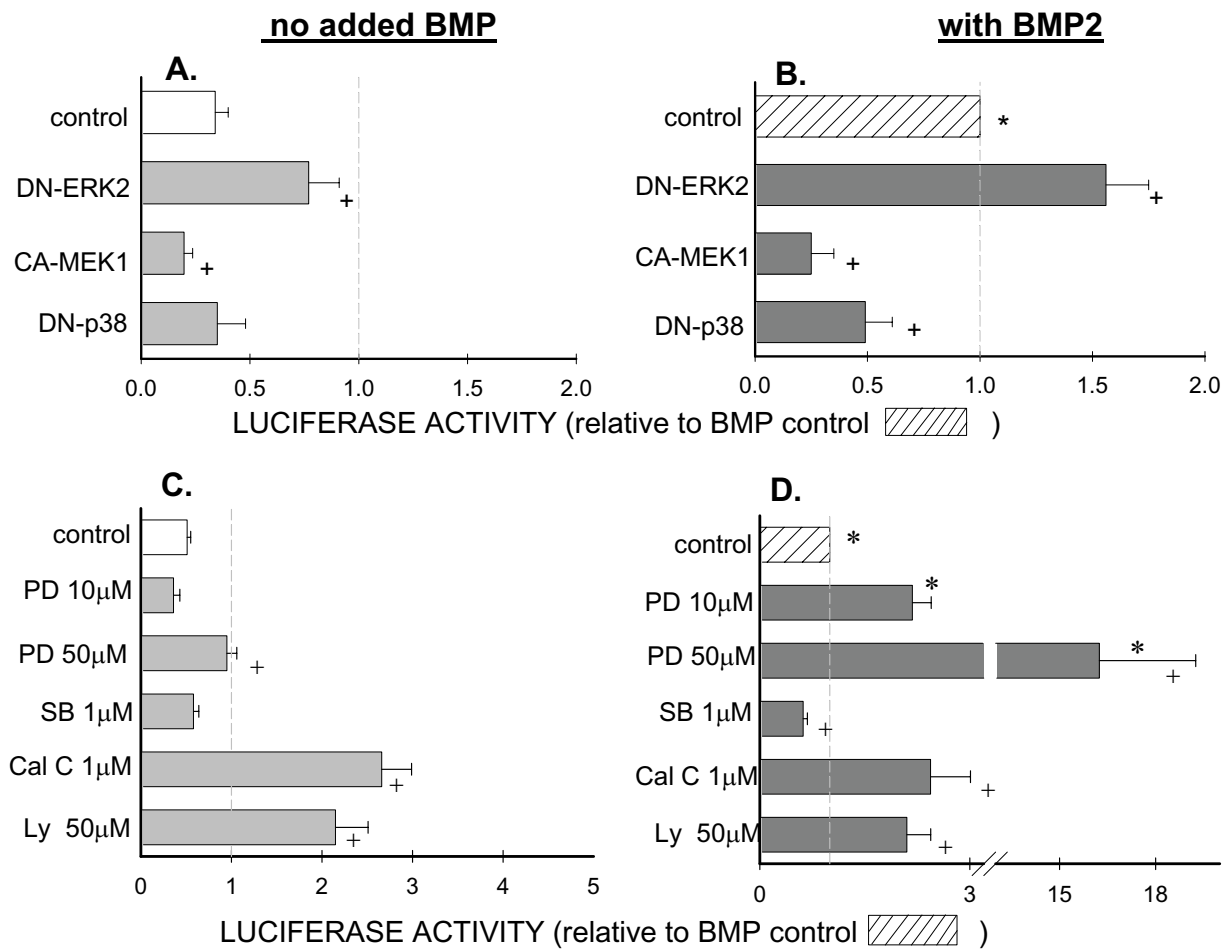 no added BMP
with BMP2
A.
control
DN-ERK2
+
CA-MEK1
+
DN-p38
0.0 0.5 1.0 1.5 2.0
B.
control
*
DN-ERK2
+
CA-MEK1
+
DN-p38
+
0.0 0.5 1.0 1.5 2.0
LUCIFERASE ACTIVITY (relative to BMP control )
C.
control
PD 10μM
PD 50μM
+
SB 1μM
Cal C 1μM
+
Ly 50μM
+
0 1 2 3 4 5
D.
control
*
PD 10μM
*
PD 50μM
*
+
SB 1μM
+
Cal C 1μM
+
Ly 50μM
+
0 3 15 18
LUCIFERASE ACTIVITY (relative to BMP control )